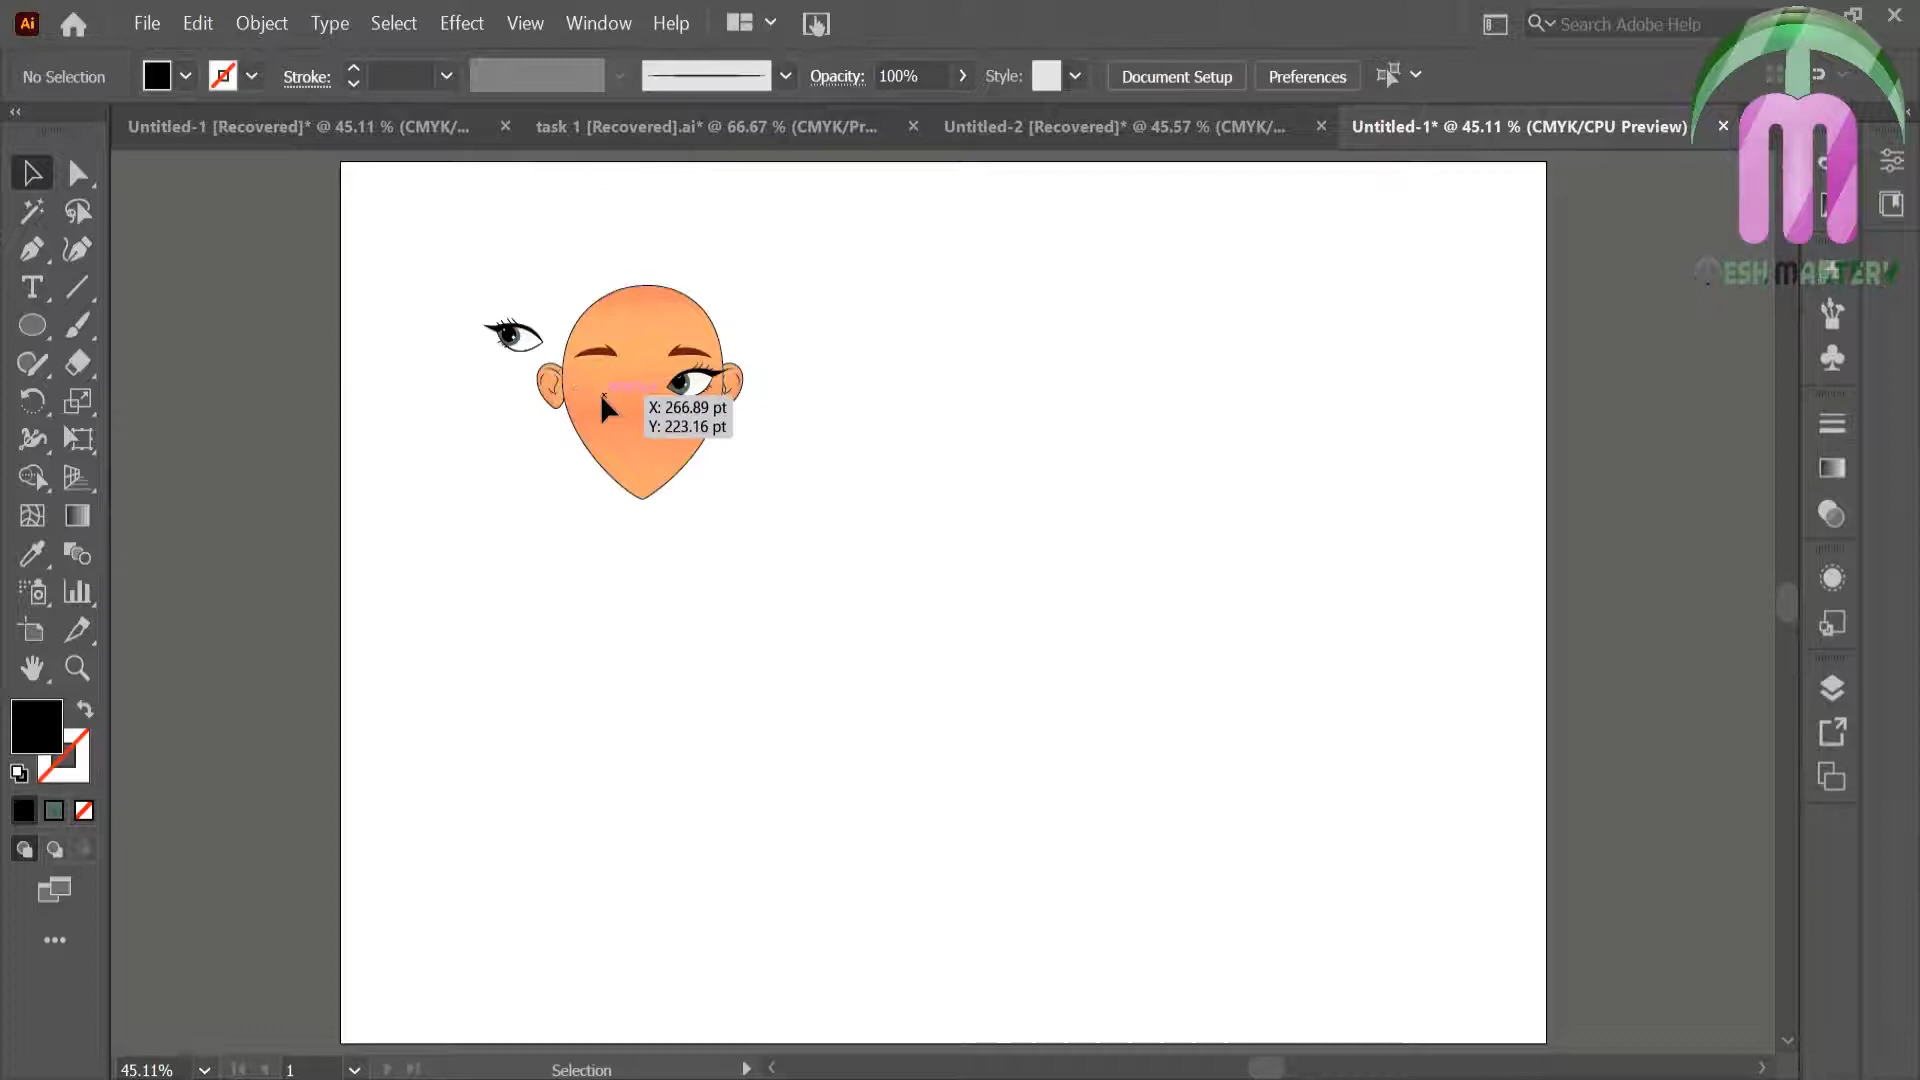 Ai File Edit Object Type Select Effect View Window Help Search Adobe Help
No Selection Stroke: Opacity: 100% Style: Document Setup Preferences
Untitled-1 [Recovered]* @ 45.11 % (CMYK/... × task 1 [Recovered].ai* @ 66.67 % (CMYK/Pr... × Untitled-2 [Recovered]* @ 45.57 % (CMYK/... × Untitled-1* @ 45.11 % (CMYK/CPU Preview) ×
ESH MASTERY
X: 266.89 pt
Y: 223.16 pt
45.11% 1 Selection